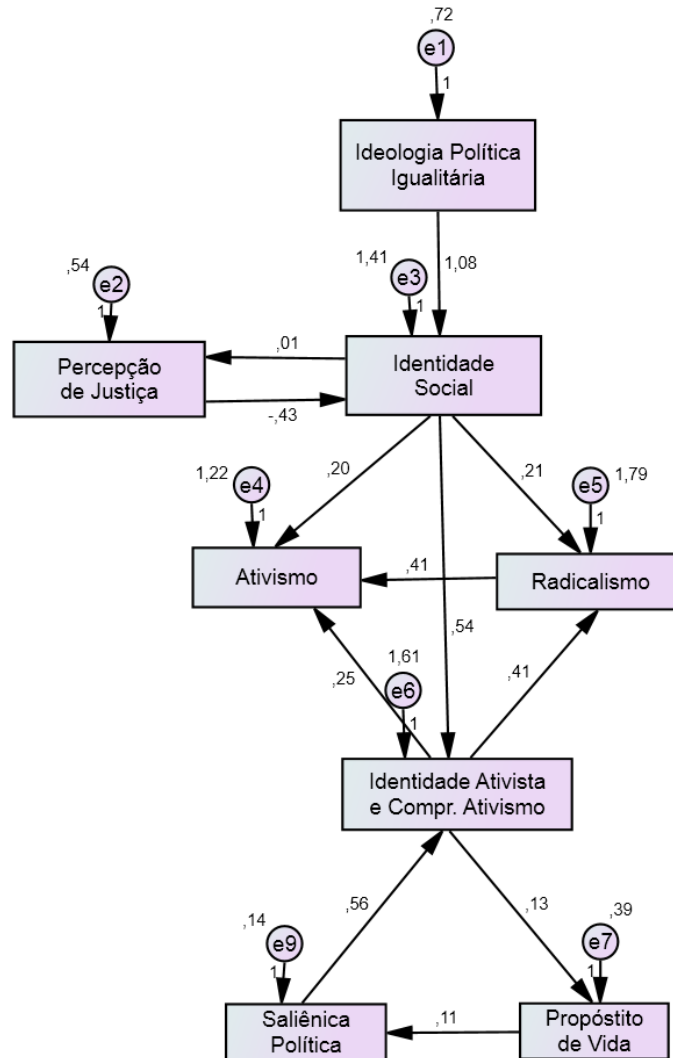 ,72
e1
1
Ideologia Política
Igualitária
1,08
,54
e2
1
1,41
e3
1
Percepção
de Justiça
,01
-,43
Identidade
Social
,20
,21
1,22
e4
1
e5
1,79
1
Ativismo
,41
Radicalismo
,54
,25
1,61
e6
1
,41
Identidade Ativista
e Compr. Ativismo
,56
,13
,14
e9
1
,39
e7
1
Saliênica
Política
,11
Propóstito
de Vida